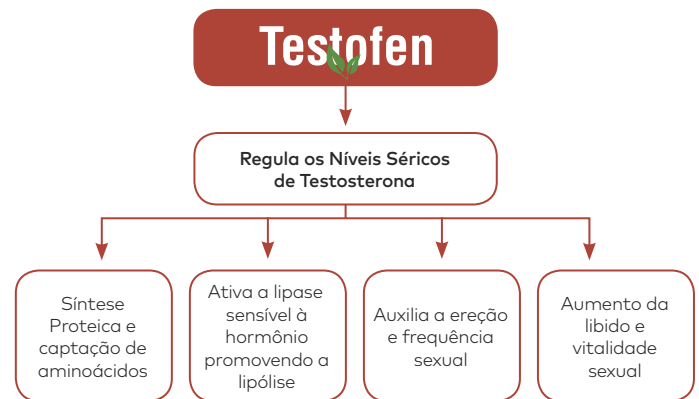 Testofen
Regula os Níveis Séricos
de Testosterona
Síntese
Proteica e
captação de
aminoácidos
Ativa a lipase
sensível à
hormônio
promovendo a
lipólise
Auxilia a ereção
e frequência
sexual
Aumento da
libido e
vitalidade
sexual